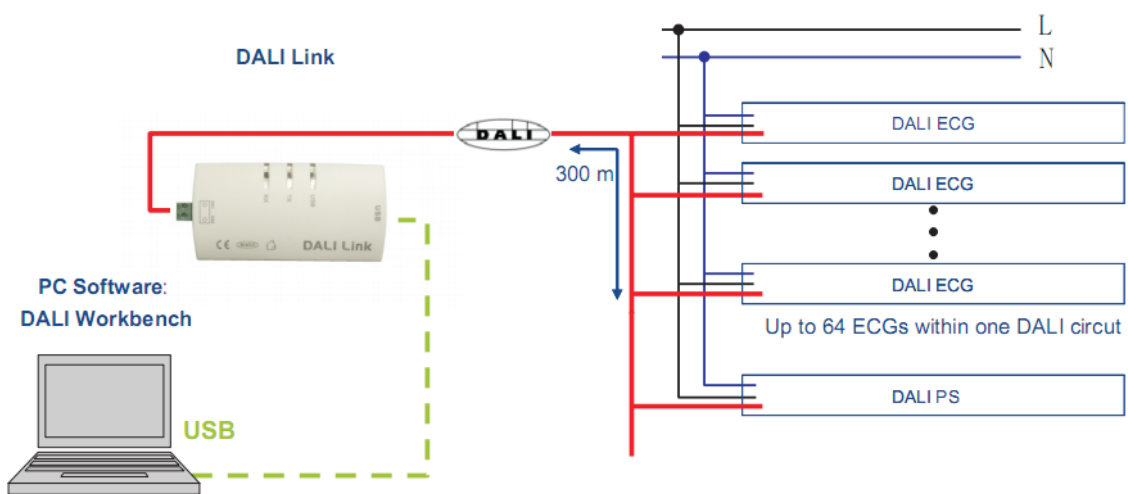 DALI Link
L
N
DALI
DALI ECG
300 m
DALI ECG
USB
DALI Link
DALI ECG
PC Software:
DALI Workbench
Up to 64 ECGs within one DALI circut
DALI PS
USB